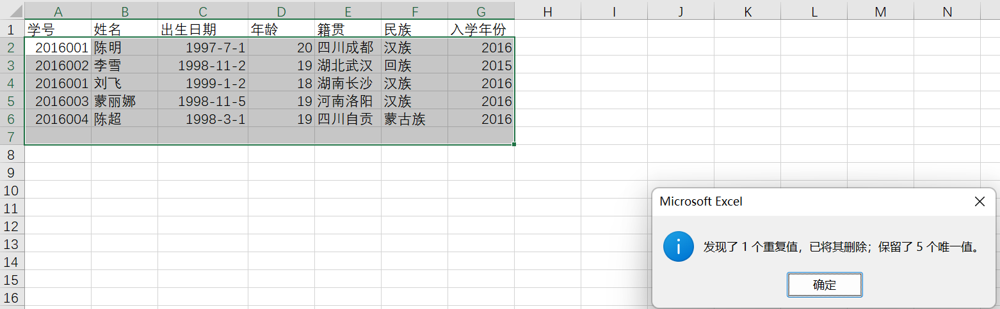 A B C D E F G H I J K L M N
1 学号 姓名 出生日期 年龄 籍贯 民族 入学年份
2 2016001 陈明 1997-7-1 20 四川成都 汉族 2016
3 2016002 李雪 1998-11-2 19 湖北武汉 回族 2015
4 2016001 刘飞 1999-1-2 18 湖南长沙 汉族 2016
5 2016003 蒙丽娜 1998-11-5 19 河南洛阳 汉族 2016
6 2016004 陈超 1998-3-1 19 四川自贡 蒙古族 2016
7
8
9
10
11
12
13
14
15
16
Microsoft Excel
发现了 1 个重复值，已将其删除；保留了 5 个唯一值。
确定